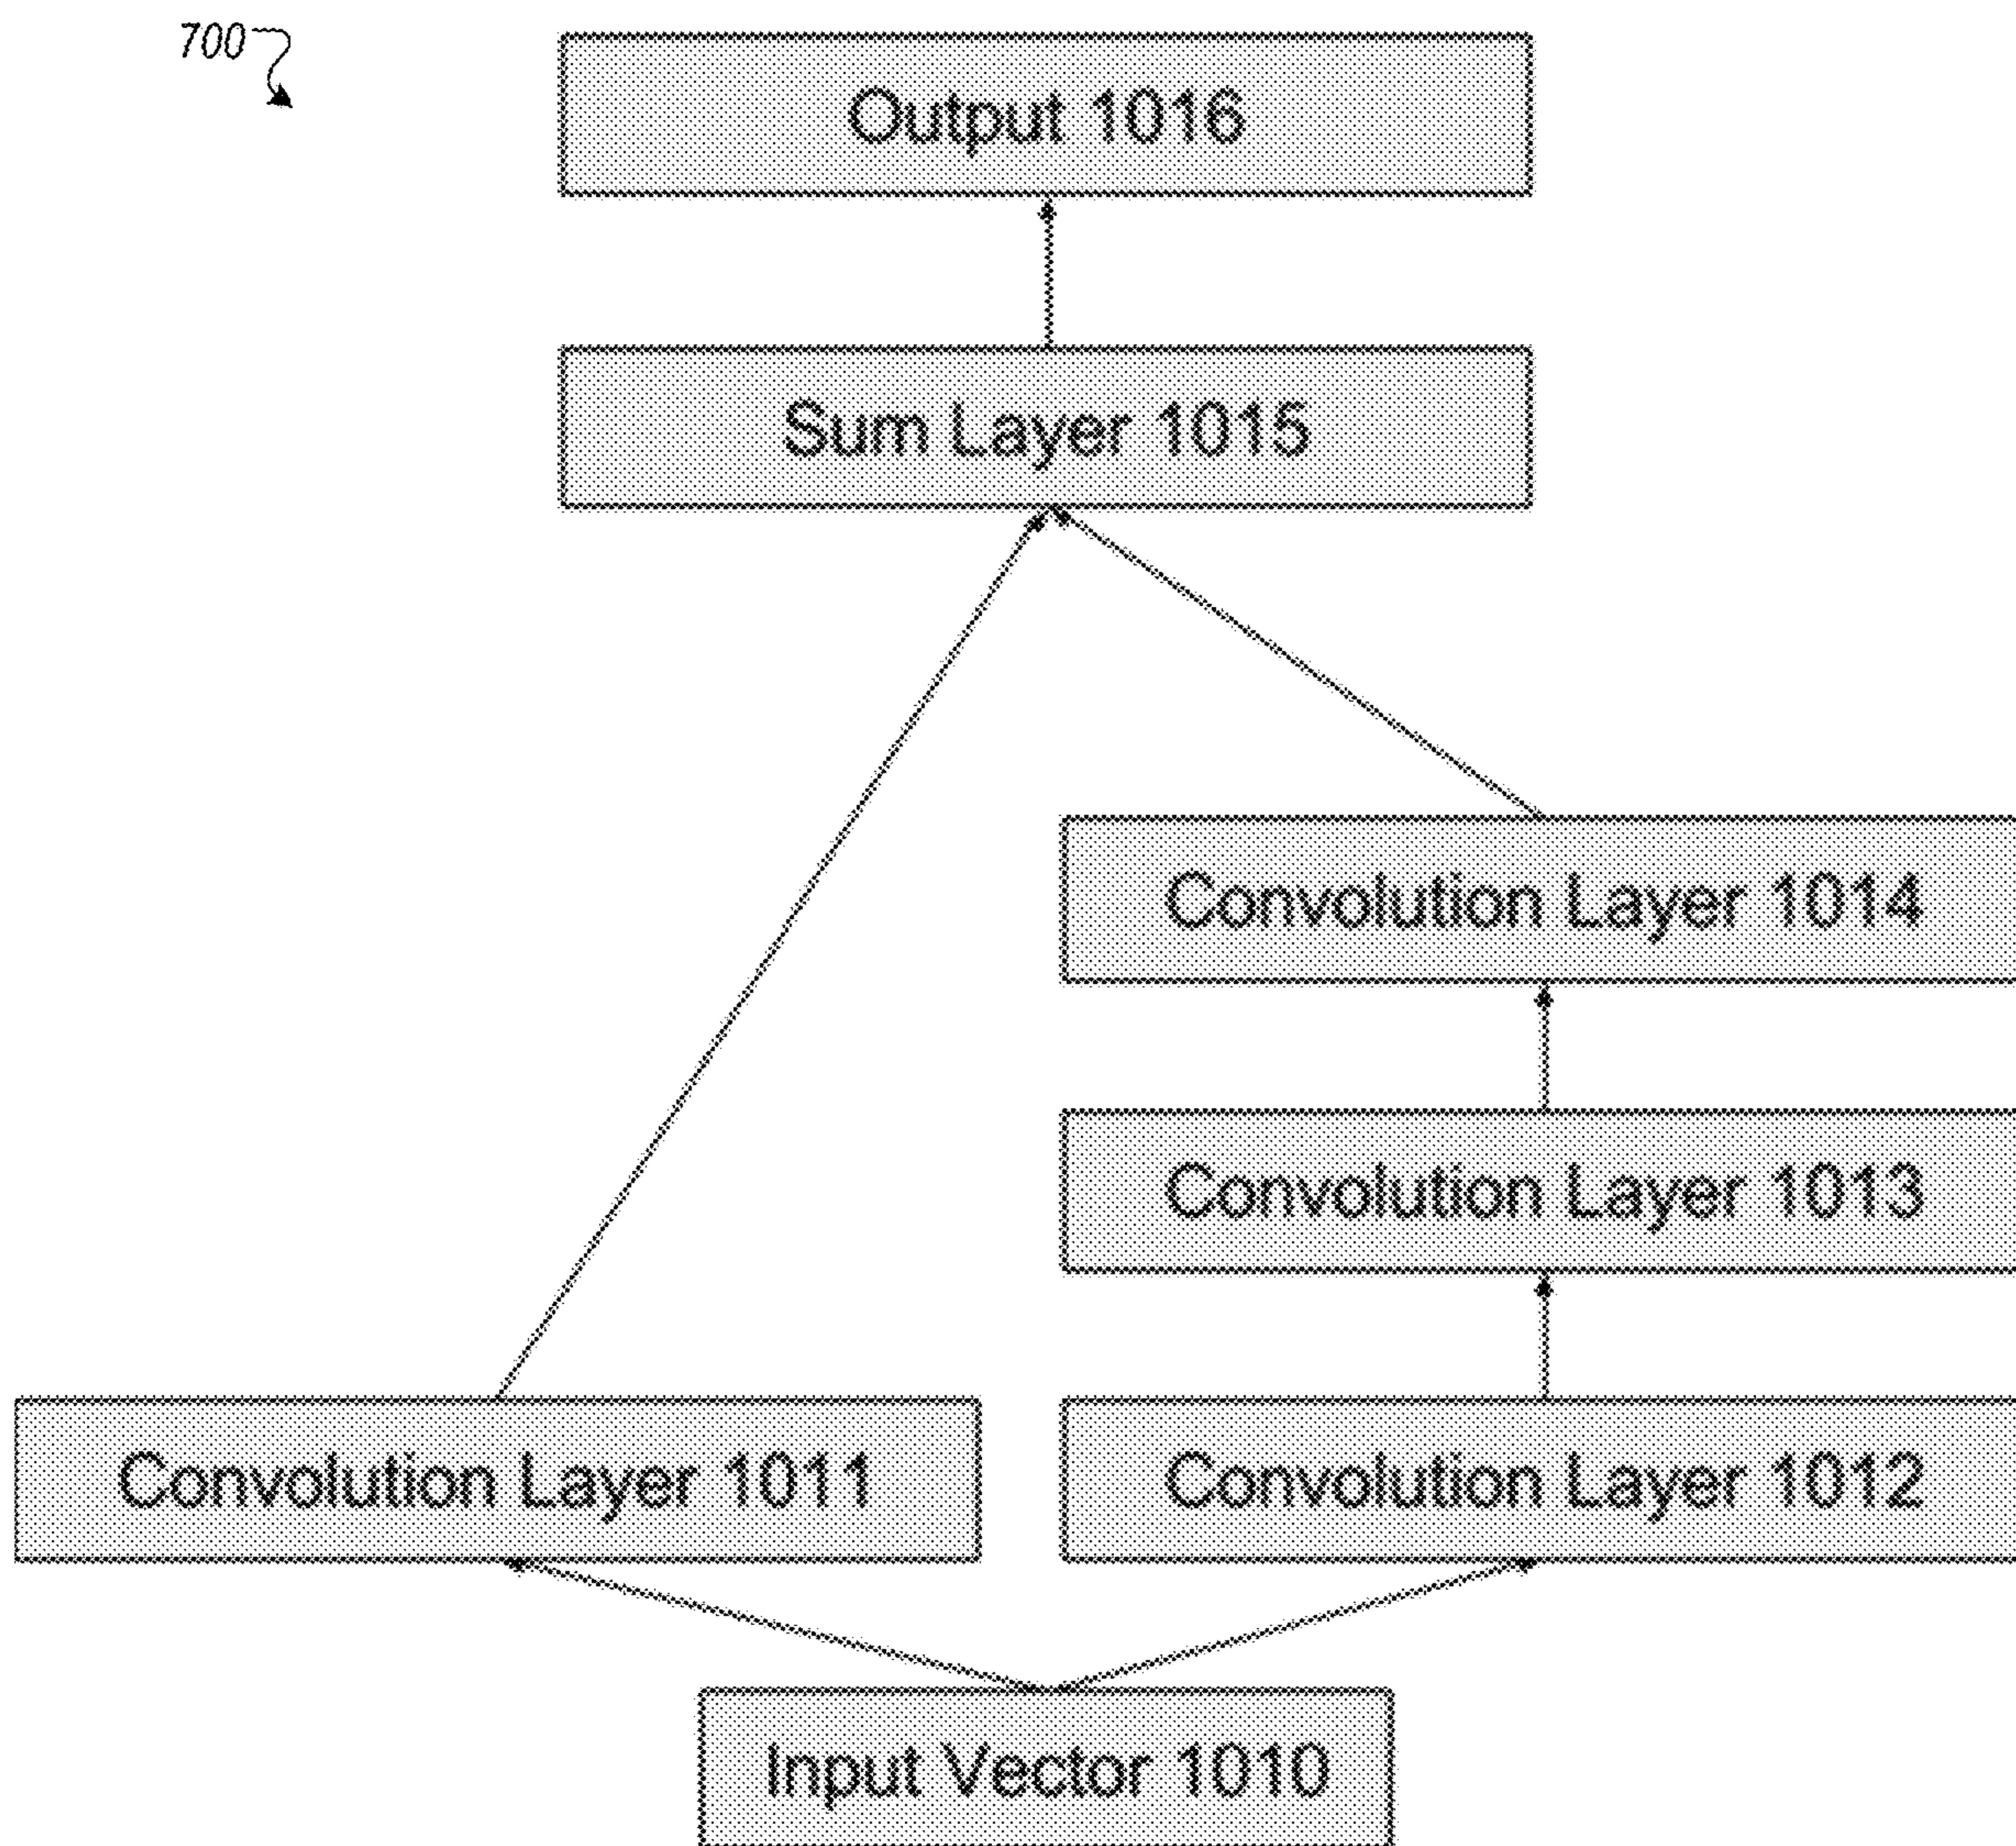 700
Output 1016
Sum Layer 1015
Convolution Layer 1014
Convolution Layer 1013
Convolution Layer 1011
Convolution Layer 1012
Input Vector 1010